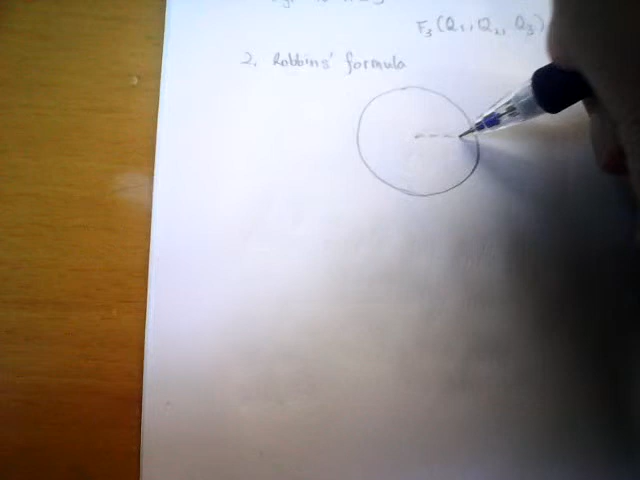 F₃(Q₁, Q₂, Q₃)
2. Robbins' formula